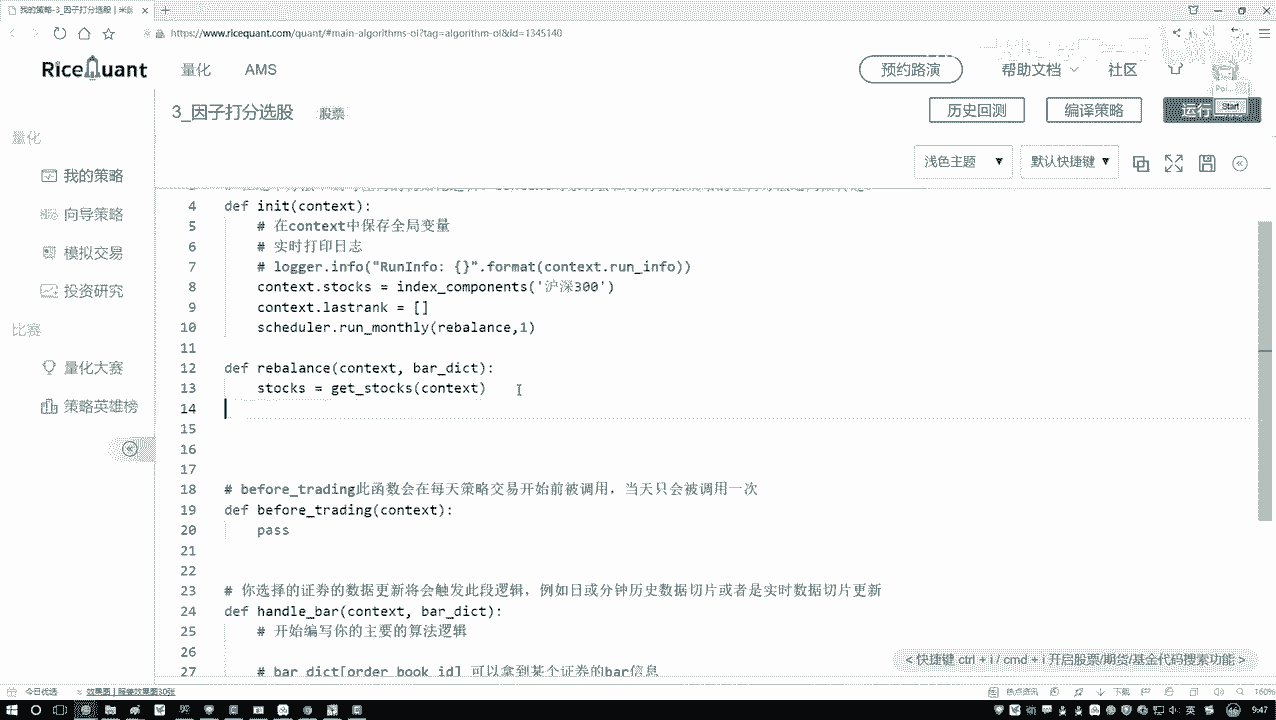 我的策略-3_因子打分选股 | 米
https://www.ricequant.com/quant/#main-algorithms-ol?tag=algorithm-ol&id=1345140
RiceQuant 量化 AMS 预约路演 帮助文档 社区
3_因子打分选股 股票 历史回测 编译策略 运行
Start
浅色主题 默认快捷键
量化
我的策略
向导策略
模拟交易
投资研究
比赛
量化大赛
策略英雄榜
4 def init(context):
5 # 在context中保存全局变量
6 # 实时打印日志
7 # logger.info("RunInfo: {}".format(context.run_info))
8 context.stocks = index_components('沪深300')
9 context.lastrank = []
10 scheduler.run_monthly(rebalance,1)
11
12 def rebalance(context, bar_dict):
13 stocks = get_stocks(context)
14
15
16
17
18 # before_trading此函数会在每天策略交易开始前被调用，当天只会被调用一次
19 def before_trading(context):
20 pass
21
22
23 # 你选择的证券的数据更新将会触发此段逻辑，例如日或分钟历史数据切片或者是实时数据切片更新
24 def handle_bar(context, bar_dict):
25 # 开始编写你的主要的算法逻辑
26
27 # bar_dict[order_book_id] 可以拿到某个证券的bar信息
< 快捷键 ctrl + i / cmd + i 开启股票/期货/基金代码搜索功能 >
今日优选 效果图 | 服装效果图30张 热点资讯 下载 160%
英 9:47